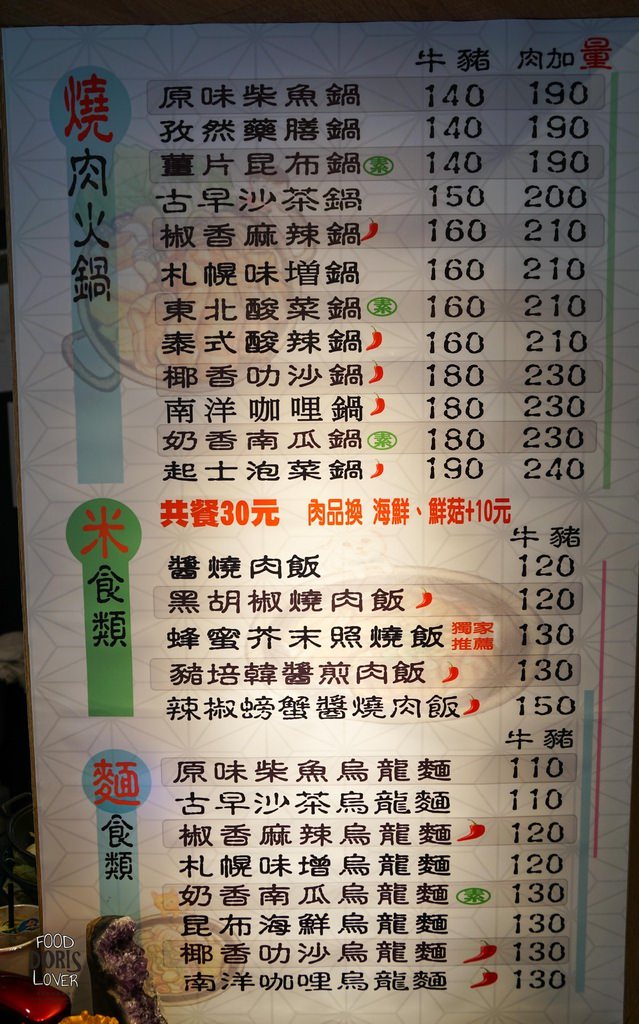 牛 豬 肉加量
燒肉火鍋
原味柴魚鍋 140 190
孜然藥膳鍋 140 190
薑片昆布鍋 素 140 190
古早沙茶鍋 150 200
椒香麻辣鍋 160 210
札幌味增鍋 160 210
東北酸菜鍋 素 160 210
泰式酸辣鍋 160 210
椰香叻沙鍋 180 230
南洋咖哩鍋 180 230
奶香南瓜鍋 素 180 230
起士泡菜鍋 190 240
共餐30元 肉品換 海鮮、鮮菇+10元
米食類
牛 豬
醬燒肉飯 120
黑胡椒燒肉飯 120
蜂蜜芥末照燒飯 獨家推薦 130
豬培韓醬煎肉飯 130
辣椒螃蟹醬燒肉飯 150
麵食類
牛 豬
原味柴魚烏龍麵 110
古早沙茶烏龍麵 110
椒香麻辣烏龍麵 120
札幌味增烏龍麵 120
奶香南瓜烏龍麵 素 130
昆布海鮮烏龍麵 130
椰香叻沙烏龍麵 130
南洋咖哩烏龍麵 130
FOOD
DORIS
LOVER